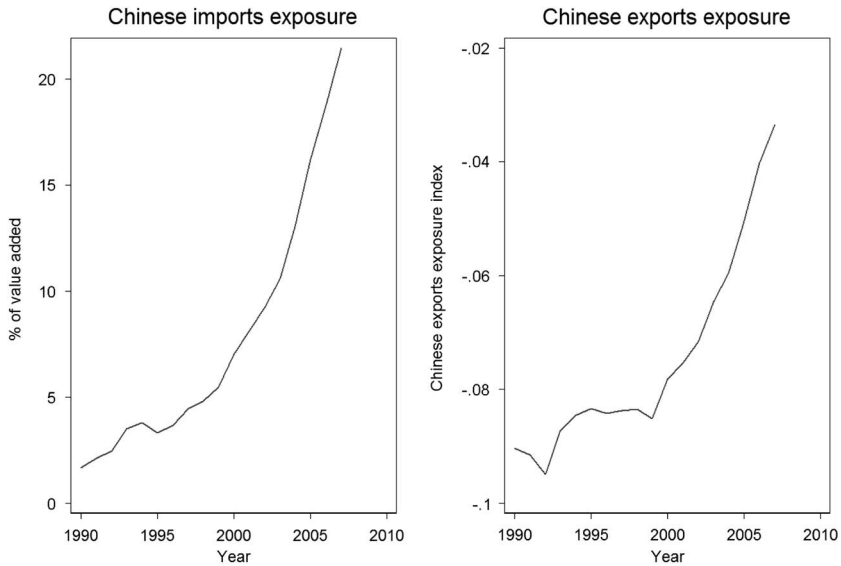 Chinese imports exposure
% of value added
20
15
10
5
0
1990 1995 2000 2005 2010
Year
Chinese exports exposure
Chinese exports exposure index
-.02
-.04
-.06
-.08
-.1
1990 1995 2000 2005 2010
Year